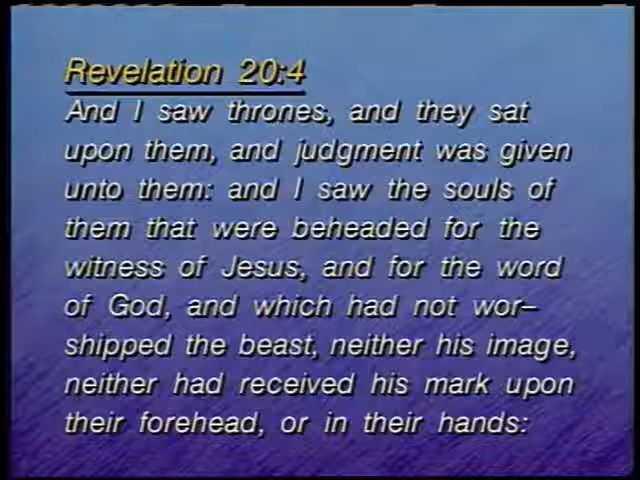 Revelation 20:4
And I saw thrones, and they sat
upon them, and judgment was given
unto them: and I saw the souls of
them that were beheaded for the
witness of Jesus, and for the word
of God, and which had not wor-
shipped the beast, neither his image,
neither had received his mark upon
their forehead, or in their hands: